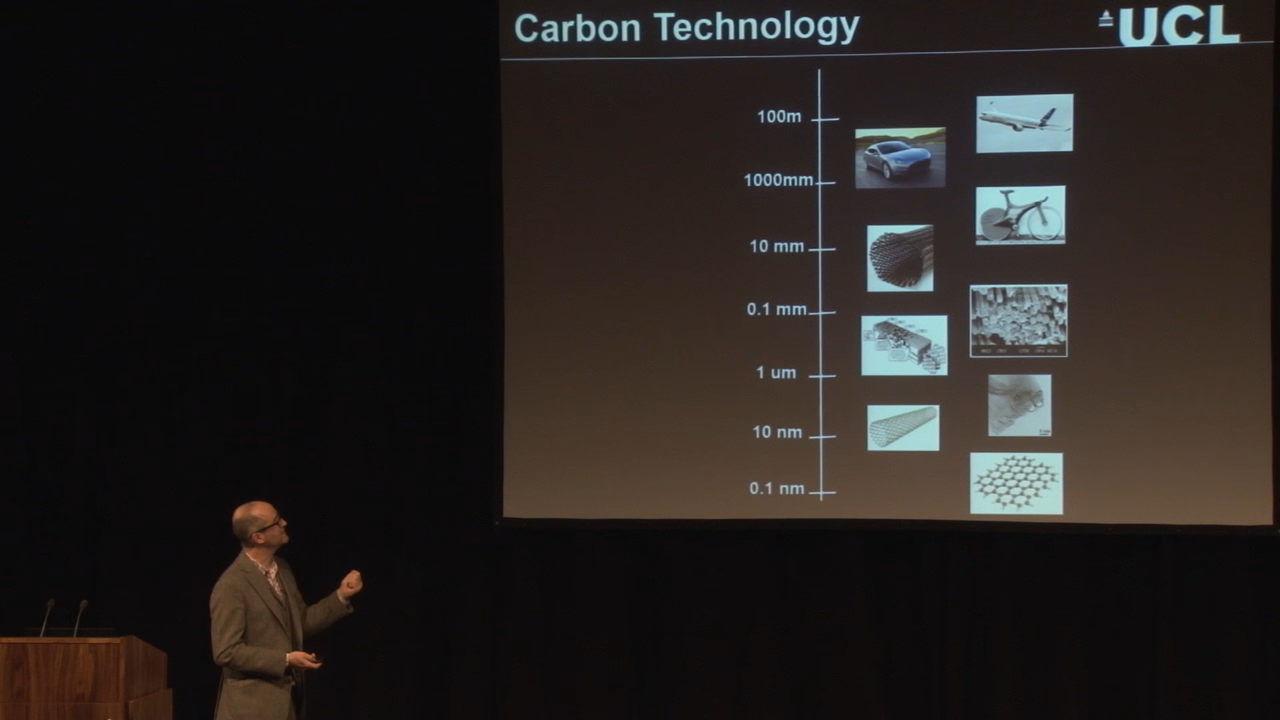 Carbon Technology
UCL
100m
1000mm
10 mm
0.1 mm
1 um
10 nm
0.1 nm